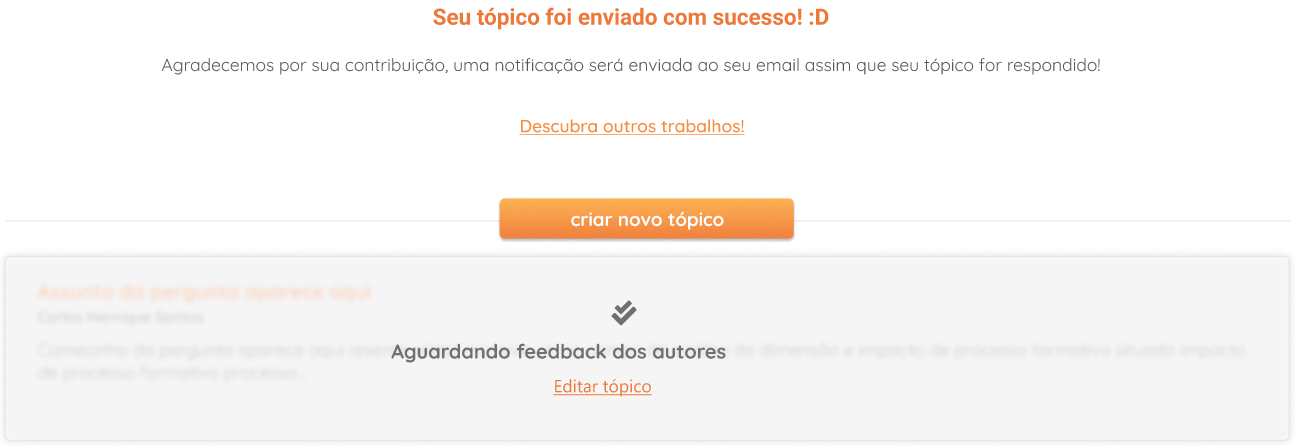 Seu tópico foi enviado com sucesso! :D
Agradecemos por sua contribuição, uma notificação será enviada ao seu email assim que seu tópico for respondido!
Descubra outros trabalhos!
criar novo tópico
Assunto da pergunta aparece aqui
Carlos Henrique Santos
Aguardando feedback dos autores
Comecinho da pergunta aparece aqui da dimensão e impacto de processo formativo situado impacto
de processo formativo processo...
Editar tópico